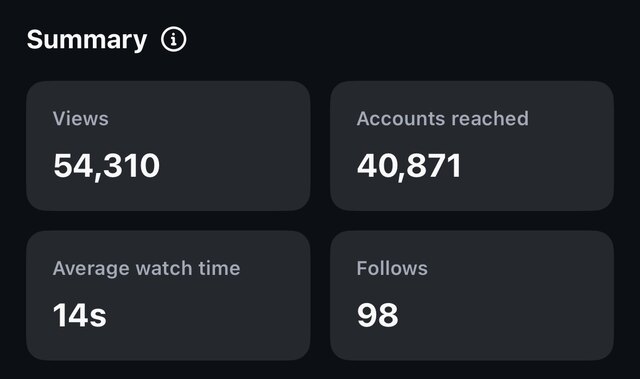 Summary
Views
54,310
Accounts reached
40,871
Average watch time
14s
Follows
98